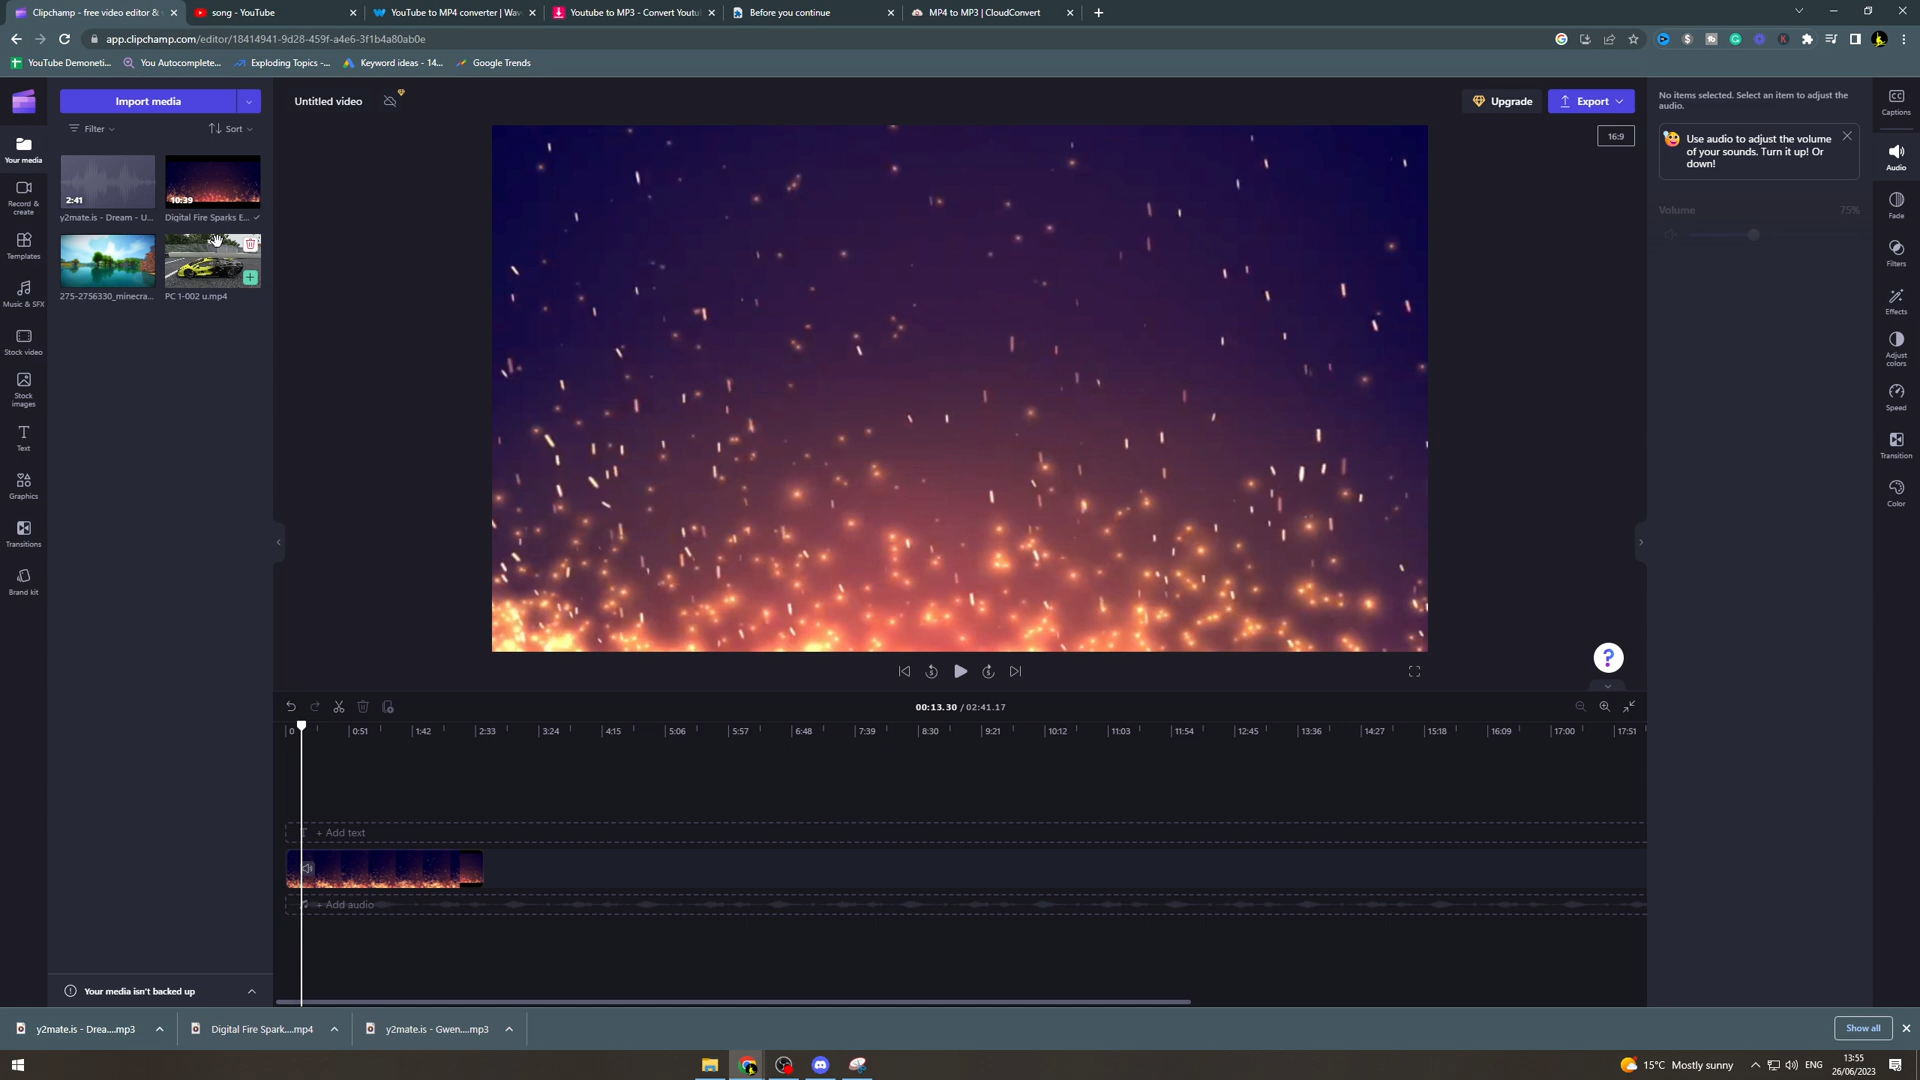 Clipchamp - free video editor &
song - YouTube
YouTube to MP4 converter | Wav
Youtube to MP3 - Convert Youtu
Before you continue
MP4 to MP3 | CloudConvert
app.clipchamp.com/editor/18414941-9d28-459f-a4e6-3f1b4a80ab0e
YouTube Demoneti...
You Autocomplete...
Exploding Topics -...
Keyword ideas - 14...
Google Trends
Import media
Untitled video
Upgrade
Export
Filter
Sort
16:9
No items selected. Select an item to adjust the
audio.
Use audio to adjust the volume
of your sounds. Turn it up! Or
down!
Volume
75%
Your media
Record &
create
Templates
Music & SFX
Stock video
Stock
images
Text
Graphics
Transitions
Brand kit
2:41
10:39
y2mate.is - Dream - U...
Digital Fire Sparks E...
275-2756330_minecra...
PC 1-002 u.mp4
CC
Captions
Audio
Fade
Filters
Effects
Adjust
colors
Speed
Transition
Color
?
00:13.30 / 02:41.17
0 0:51 1:42 2:33 3:24 4:15 5:06 5:57 6:48 7:39 8:30 9:21 10:12 11:03 11:54 12:45 13:36 14:27 15:18 16:09 17:00 17:51
+ Add text
+ Add audio
Your media isn't backed up
y2mate.is - Drea....mp3
Digital Fire Spark....mp4
y2mate.is - Gwen....mp3
Show all
15°C Mostly sunny
ENG
13:55
26/06/2023